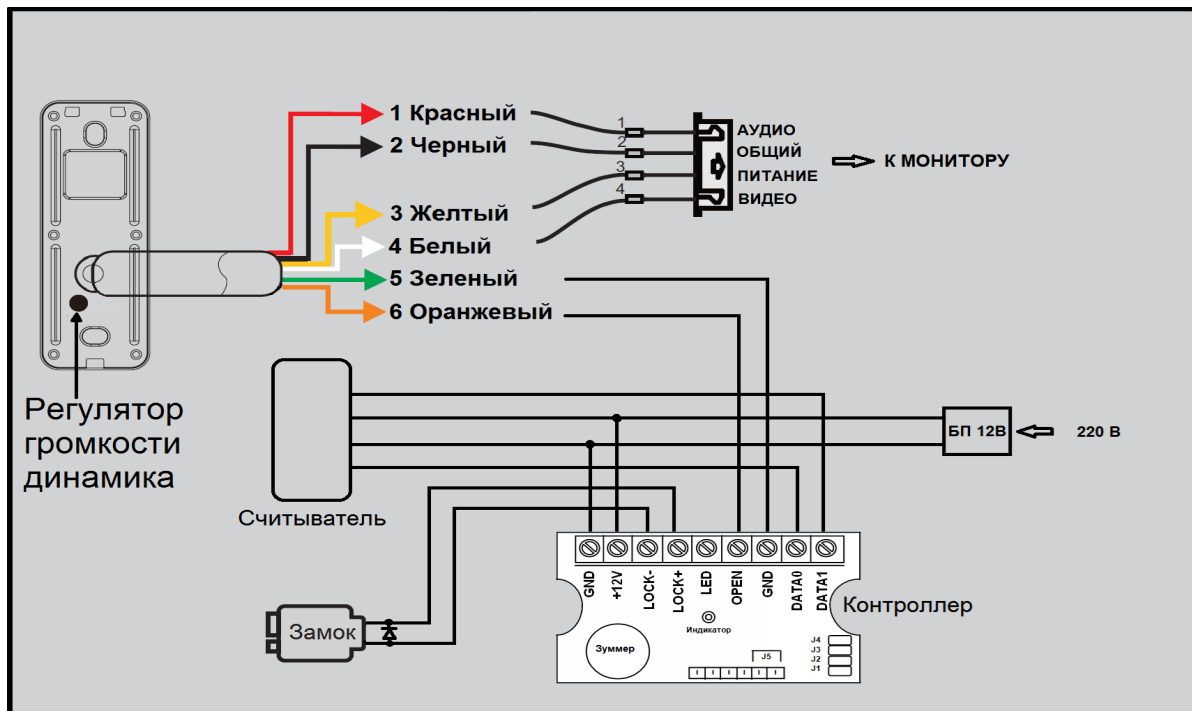 1 Красный
2 Черный
3 Желтый
4 Белый
5 Зеленый
6 Оранжевый
1
2
3
4
АУДИО
ОБЩИЙ
ПИТАНИЕ
ВИДЕО
К МОНИТОРУ
Регулятор
громкости
динамика
Считыватель
БП 12В
220 В
GND
+12V
LOCK-
LOCK+
LED
OPEN
GND
DATA0
DATA1
Контроллер
Замок
Индикатор
Зуммер
J5
J4
J3
J2
J1